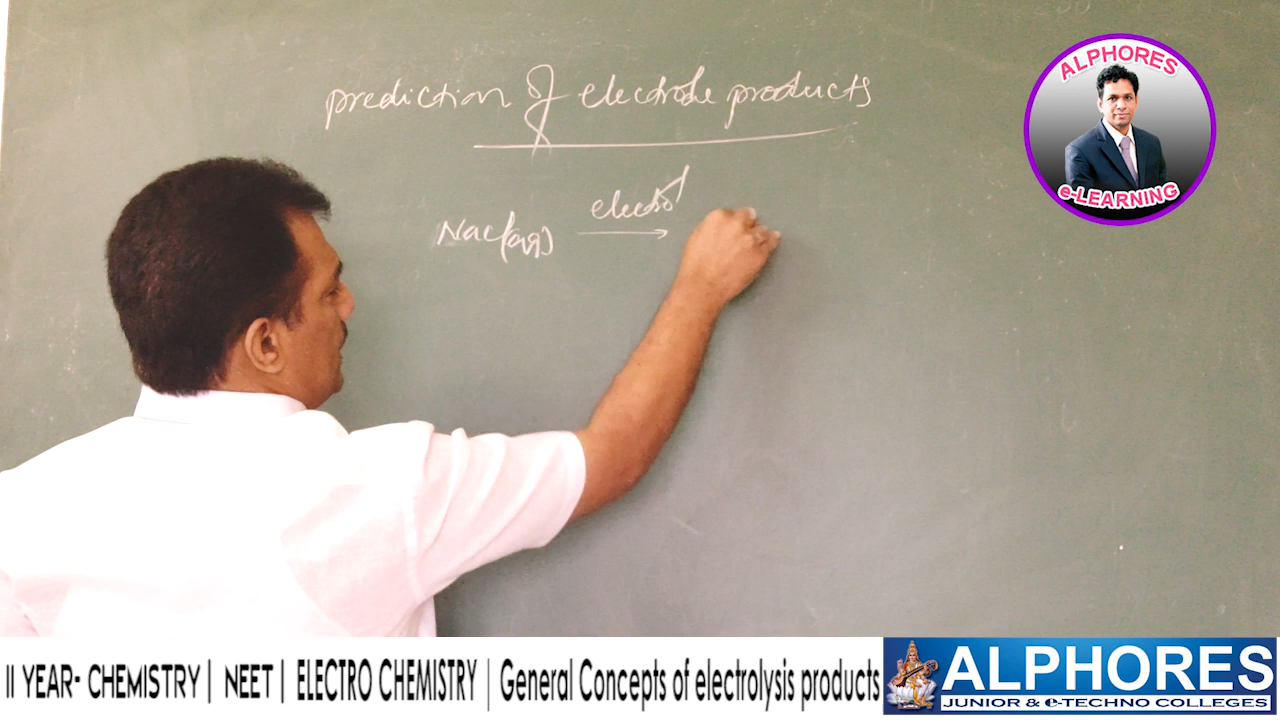 prediction of electrode products
NaCl(aq) electro
ALPHORES
e-LEARNING
II YEAR- CHEMISTRY | NEET | ELECTRO CHEMISTRY | General Concepts of electrolysis products
ALPHORES
JUNIOR & e-TECHNO COLLEGES